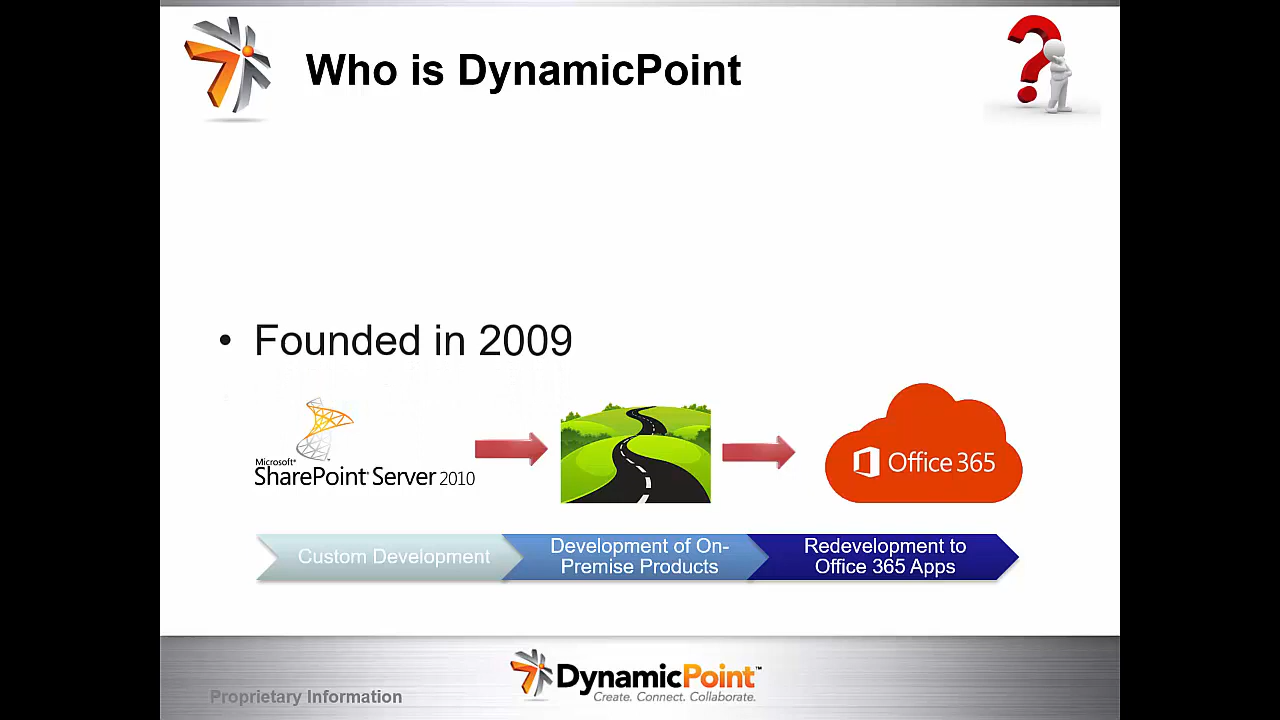 Who is DynamicPoint
• Founded in 2009
Microsoft®
SharePoint® Server 2010
Office 365
Custom Development
Development of On-
Premise Products
Redevelopment to
Office 365 Apps
Proprietary Information
DynamicPoint™
Create. Connect. Collaborate.